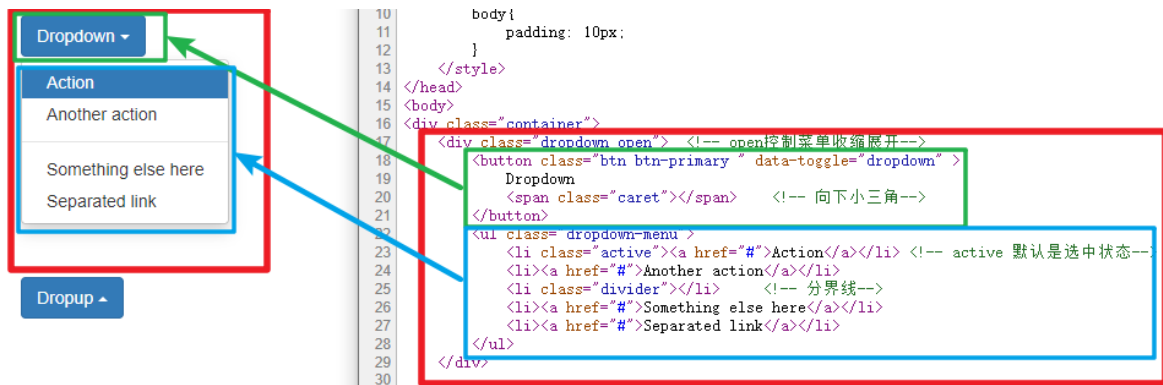 Dropdown
Action
Another action
Something else here
Separated link
Dropup
10 body{
11 padding: 10px;
12 }
13 </style>
14 </head>
15 <body>
16 <div class="container">
17 <div class="dropdown open"> <!-- open控制菜单收缩展开-->
18 <button class="btn btn-primary " data-toggle="dropdown" >
19 Dropdown
20 <span class="caret"></span> <!-- 向下小三角-->
21 </button>
22 <ul class="dropdown-menu">
23 <li class="active"><a href="#">Action</a></li> <!-- active 默认是选中状态-->
24 <li><a href="#">Another action</a></li>
25 <li class="divider"></li> <!-- 分界线-->
26 <li><a href="#">Something else here</a></li>
27 <li><a href="#">Separated link</a></li>
28 </ul>
29 </div>
30